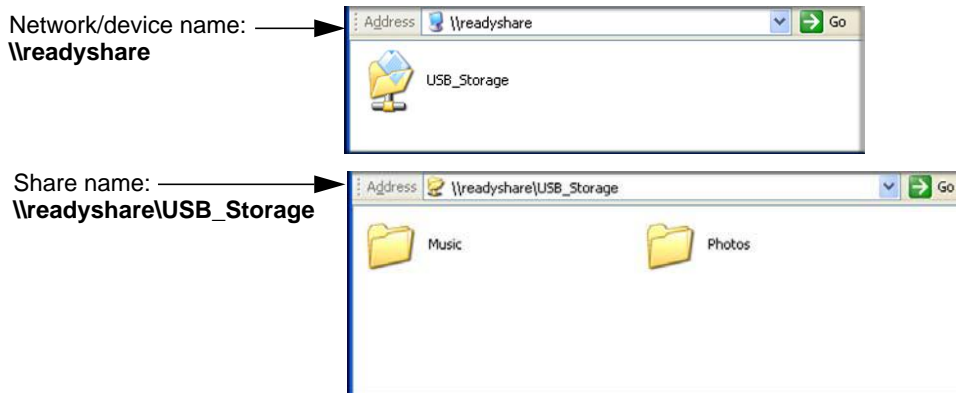 Network/device name:
\\readyshare
Address \\readyshare Go
USB_Storage
Share name:
\\readyshare\USB_Storage
Address \\readyshare\USB_Storage Go
Music Photos